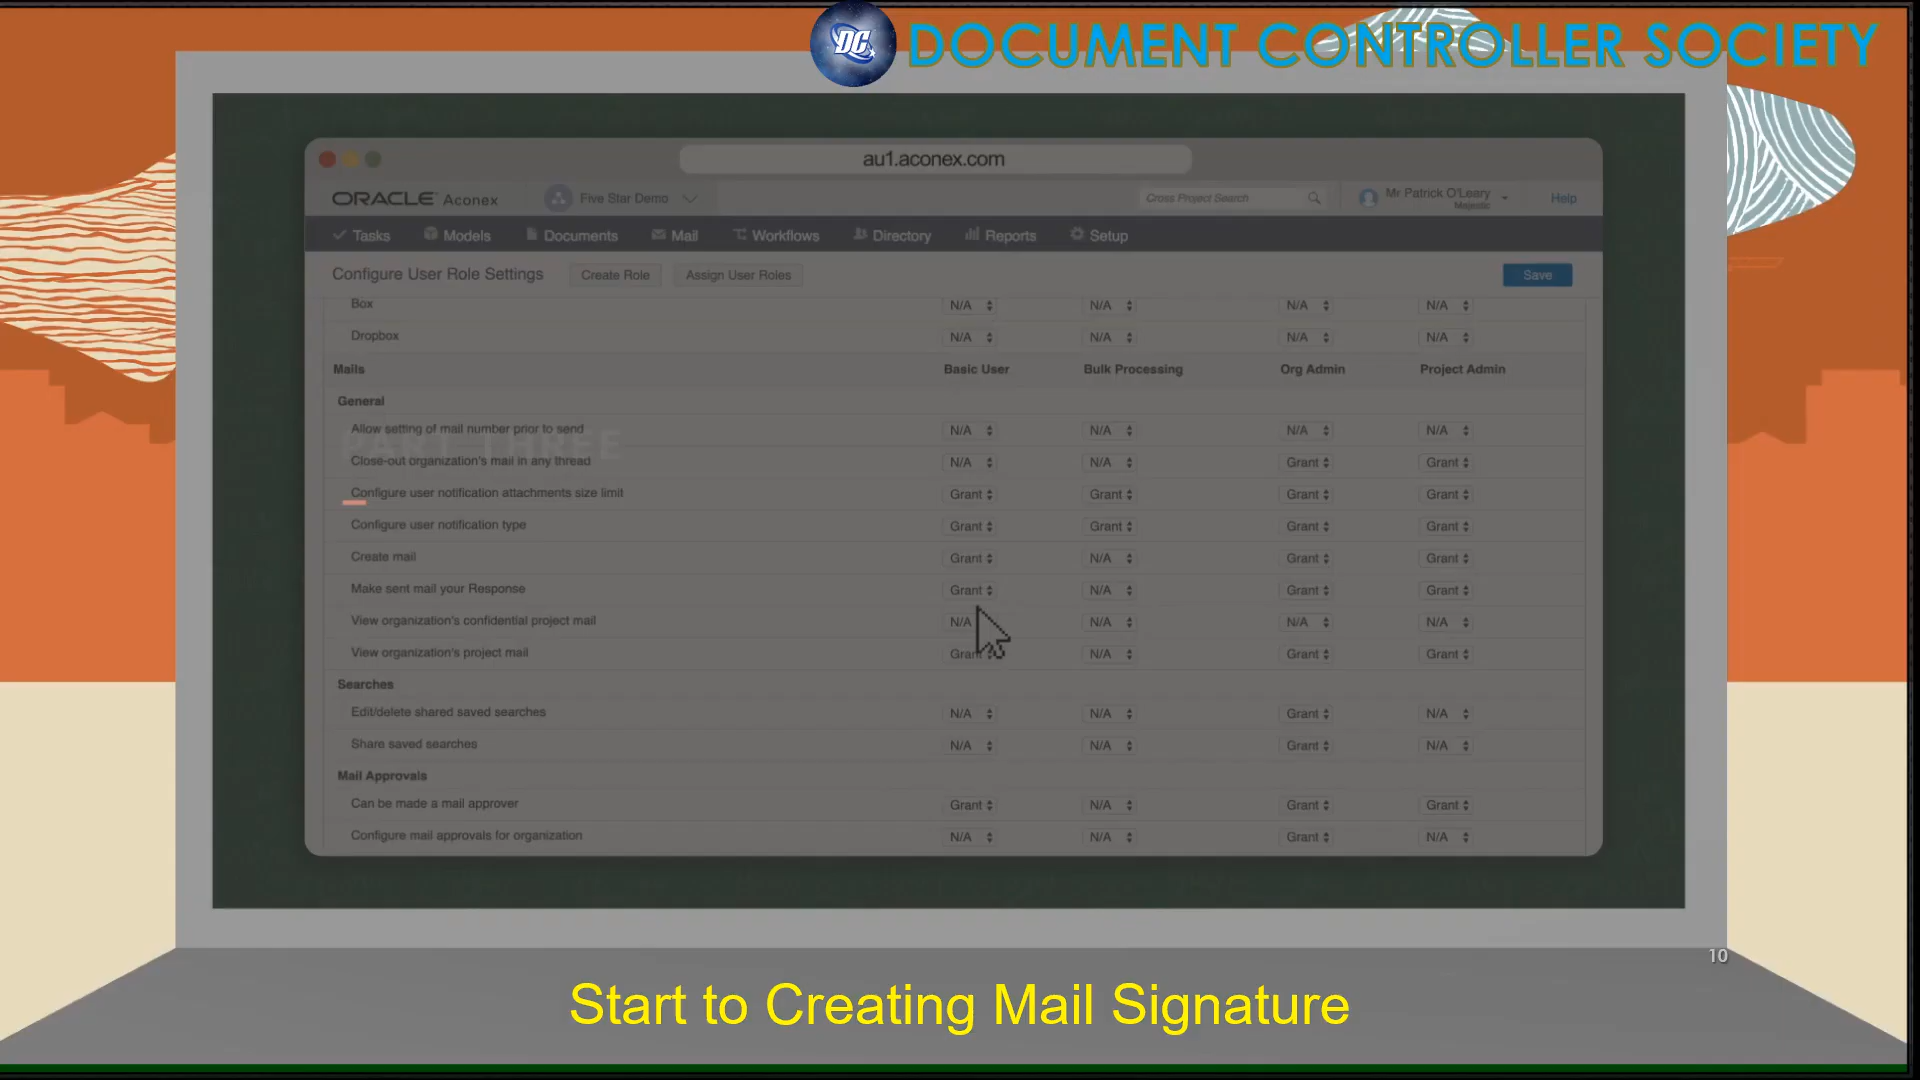 DC DOCUMENT CONTROLLER SOCIETY
au1.aconex.com
ORACLE Aconex Five Star Demo Cross Project Search Mr Patrick O'Leary Help
Majestic
Tasks Models Documents Mail Workflows Directory Reports Setup
Configure User Role Settings Create Role Assign User Roles Save
Box N/A N/A N/A N/A
Dropbox N/A N/A N/A N/A
Mails Basic User Bulk Processing Org Admin Project Admin
General
Allow setting of mail number prior to send N/A N/A N/A N/A
PART THREE
Close-out organization's mail in any thread N/A N/A Grant Grant
Configure user notification attachments size limit Grant Grant Grant Grant
Configure user notification type Grant Grant Grant Grant
Create mail Grant N/A Grant Grant
Make sent mail your Response Grant N/A Grant Grant
View organization's confidential project mail N/A N/A N/A N/A
View organization's project mail Grant N/A Grant Grant
Searches
Edit/delete shared saved searches N/A N/A Grant N/A
Share saved searches N/A N/A Grant N/A
Mail Approvals
Can be made a mail approver Grant N/A Grant Grant
Configure mail approvals for organization N/A N/A Grant N/A
10
Start to Creating Mail Signature